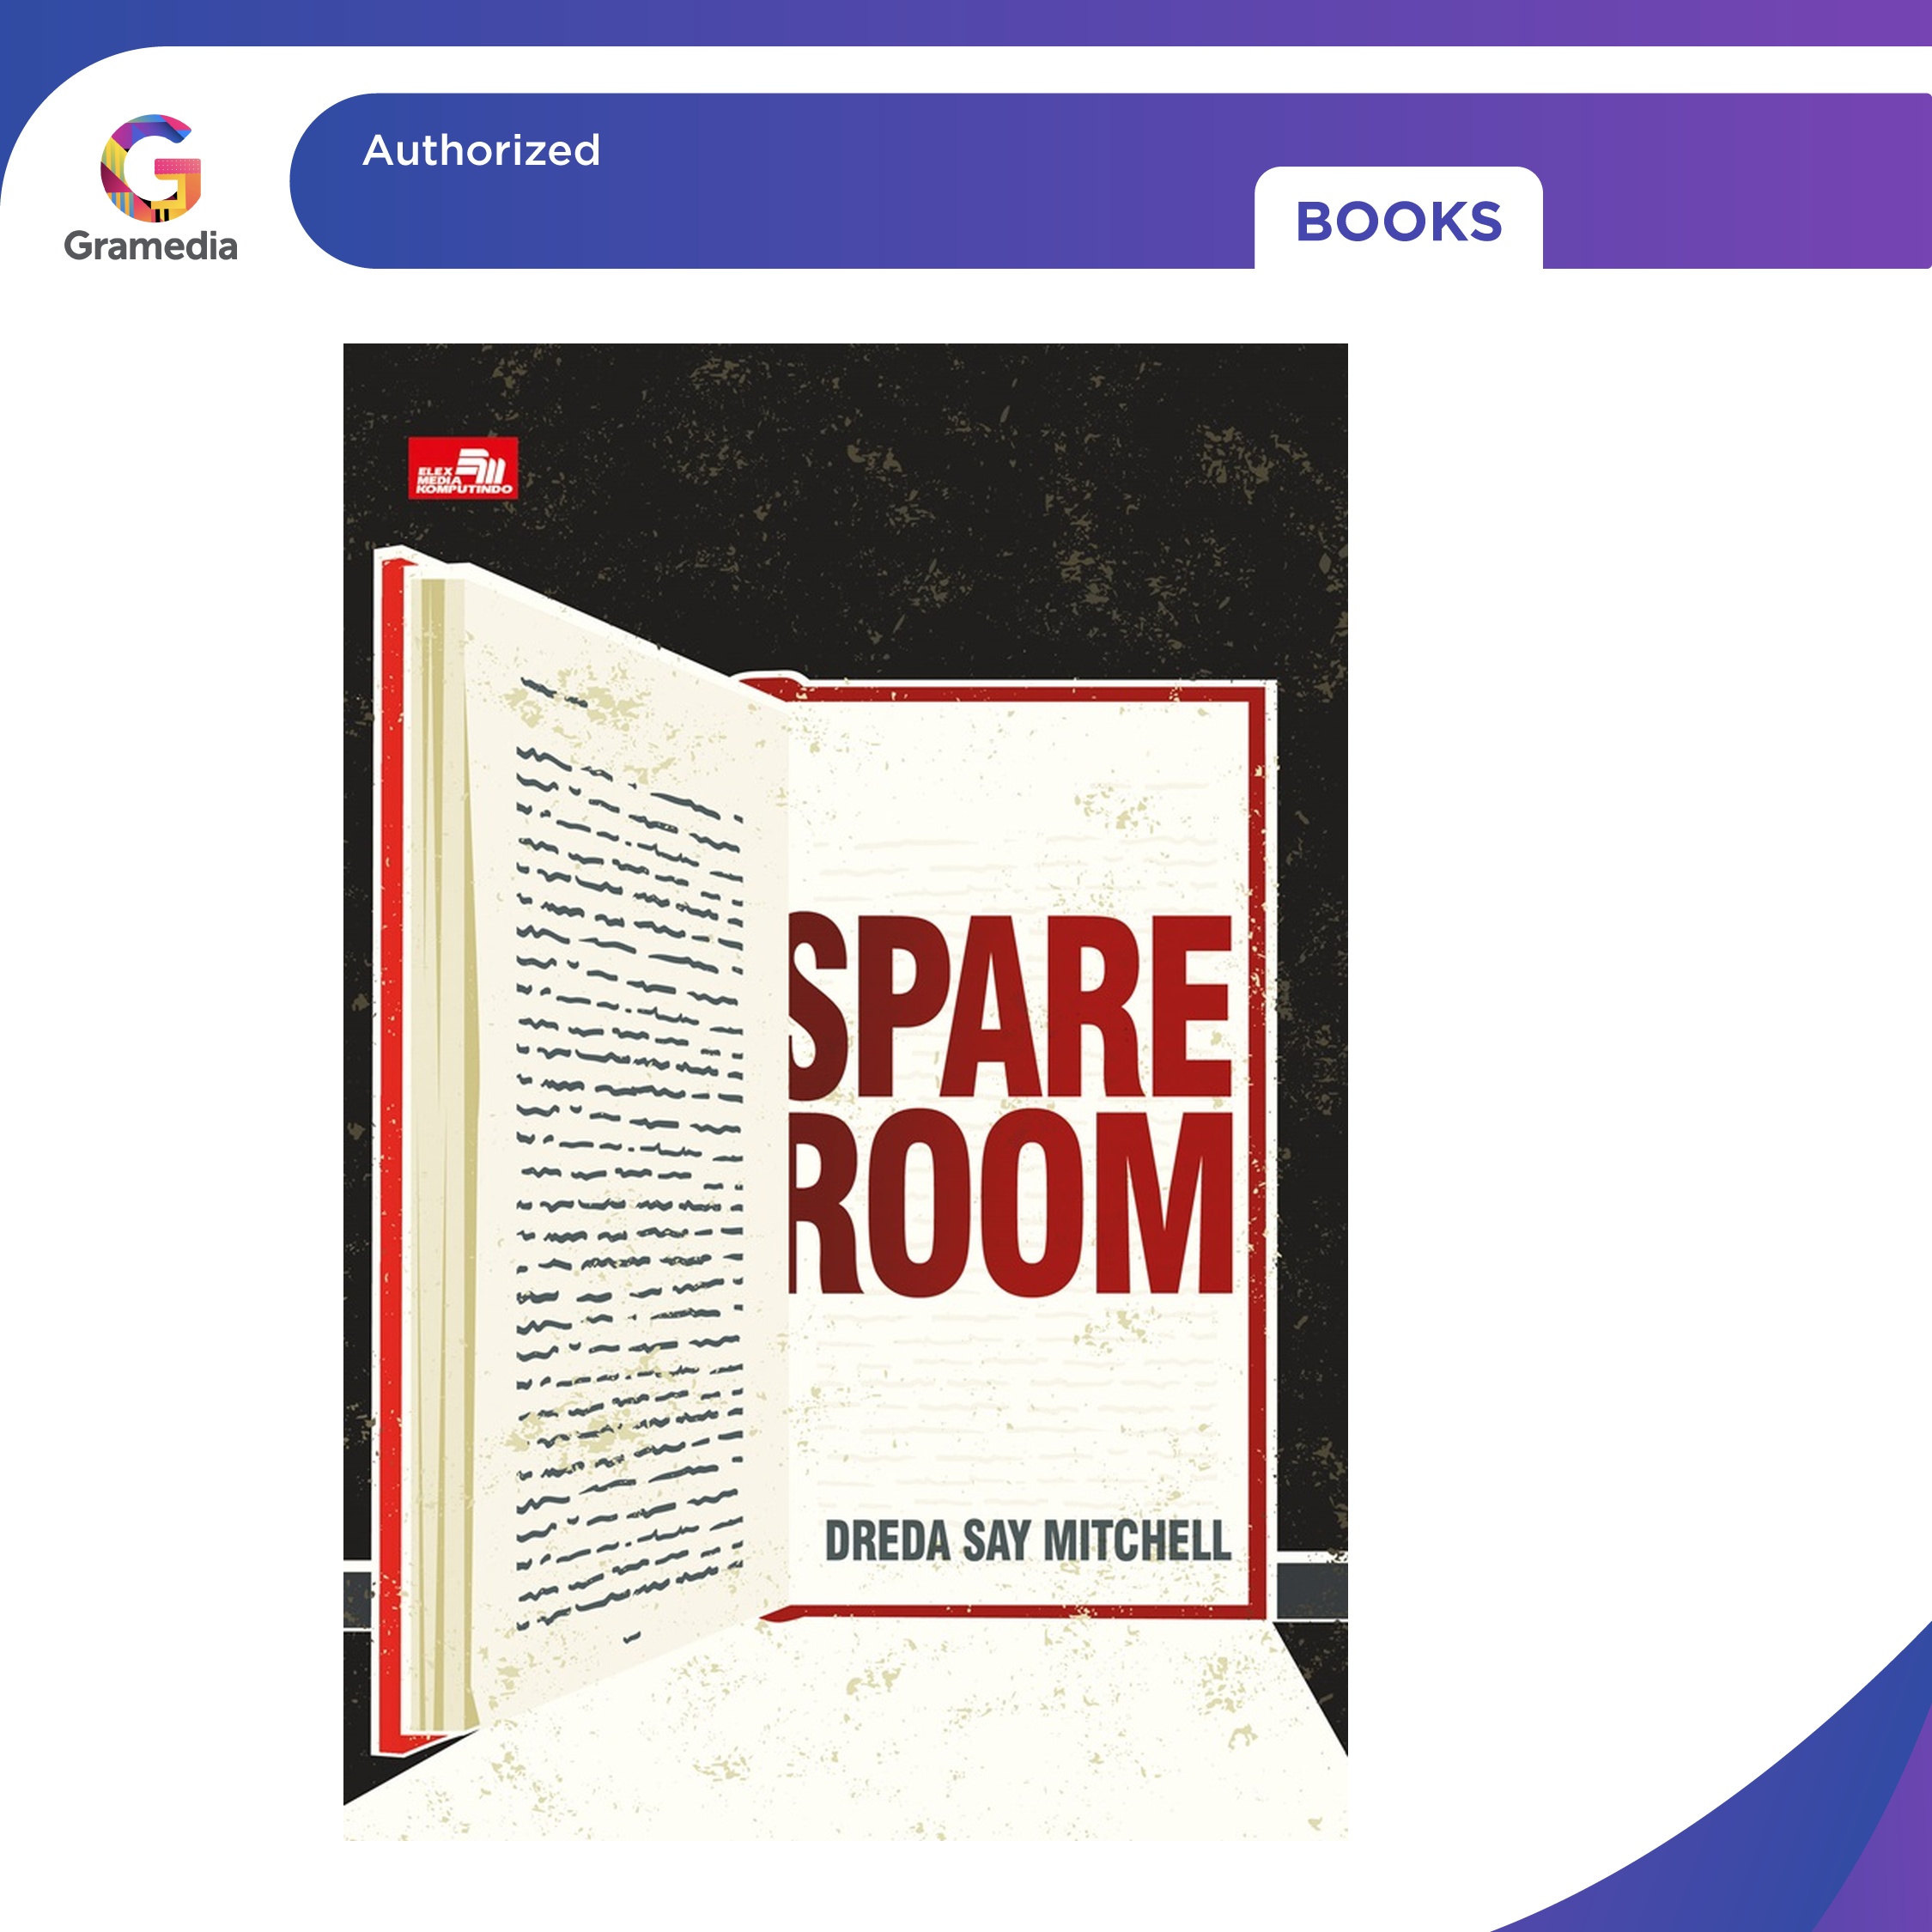 Gramedia
Authorized
BOOKS
ELEX
MEDIA
KOMPUTINDO
SPARE
ROOM
DREDA SAY MITCHELL